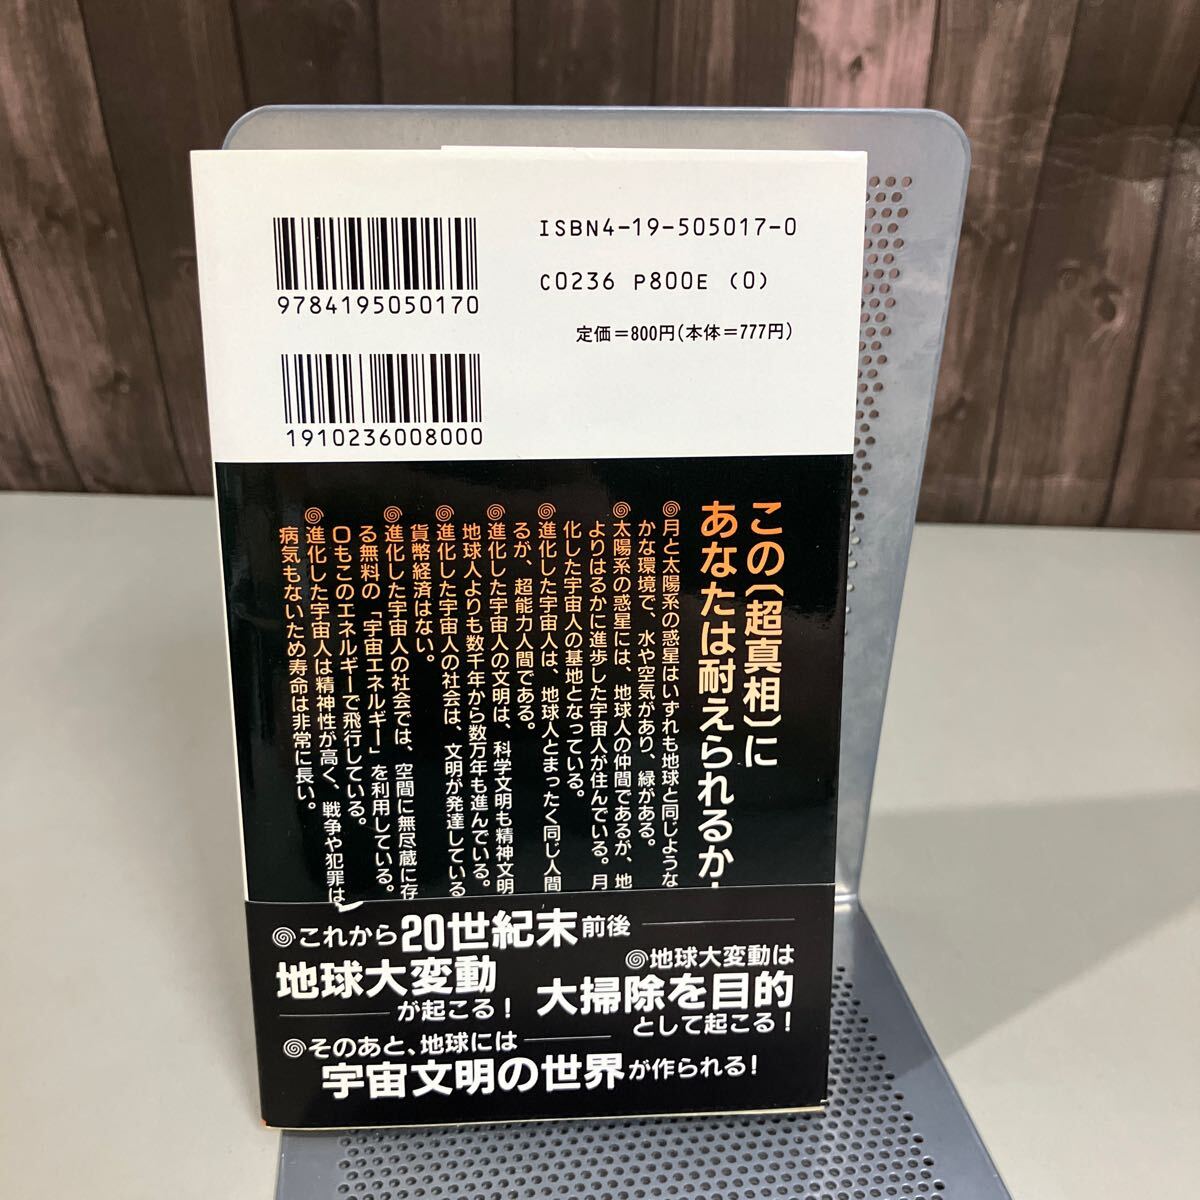 ISBN4-19-505017-0
C0236 P800E (0)
定価＝800円(本体＝777円)
9784195050170
1910236008000
この〔超真相〕に
あなたは耐えられるか！
月と太陽系の惑星はいずれも地球と同じような
かな環境で、水や空気があり、緑がある。
太陽系の惑星には、地球人の仲間であるが、地
よりはるかに進歩した宇宙人が住んでいる。月
化した宇宙人の基地となっている。
進化した宇宙人は、地球人とまったく同じ人間
るが、超能力人間である。
進化した宇宙人の文明は、科学文明も精神文明
地球人よりも数千年から数万年も進んでいる。
進化した宇宙人の社会は、文明が発達している
貨幣経済はない。
進化した宇宙人の社会では、空間に無尽蔵に存
る無料の「宇宙エネルギー」を利用している。
Oもこのエネルギーで飛行している。
進化した宇宙人は精神性が高く、戦争や犯罪は
病気もないため寿命は非常に長い。
これから20世紀末前後
地球大変動
が起こる！
地球大変動は
大掃除を目的
として起こる！
そのあと、地球には
宇宙文明の世界が作られる！